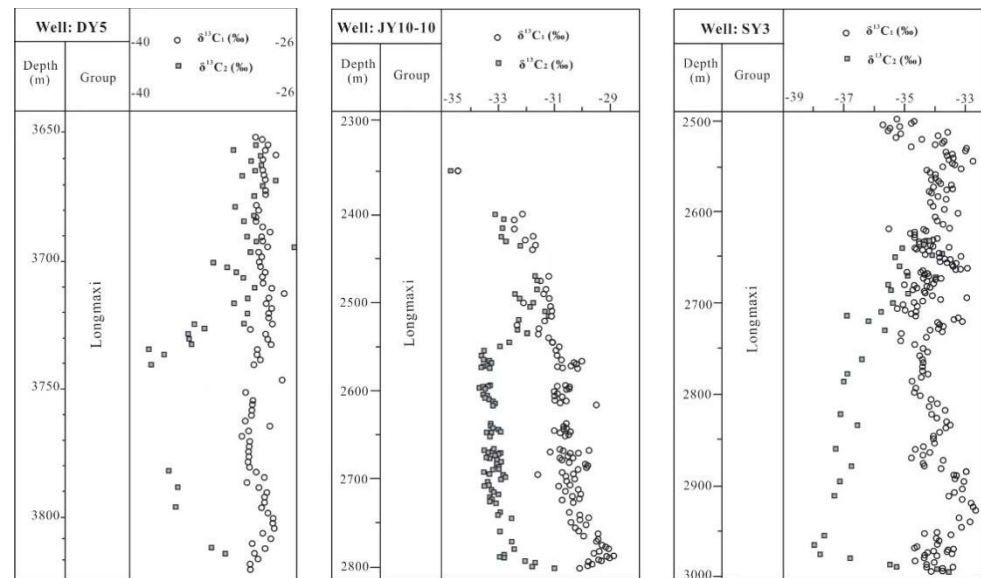 Well: DY5
-40 -26
○ δ¹³C₁ (‰)
■ δ¹³C₂ (‰)
Depth (m) Group
-40 -26
3650
3700
3750
3800
Longmaxi
Well: JY10-10
○ δ¹³C₁ (‰)
■ δ¹³C₂ (‰)
Depth (m) Group
-35 -33 -31 -29
2300
2400
2500
2600
2700
2800
Longmaxi
Well: SY3
○ δ¹³C₁ (‰)
■ δ¹³C₂ (‰)
Depth (m) Group
-39 -37 -35 -33
2500
2600
2700
2800
2900
3000
Longmaxi